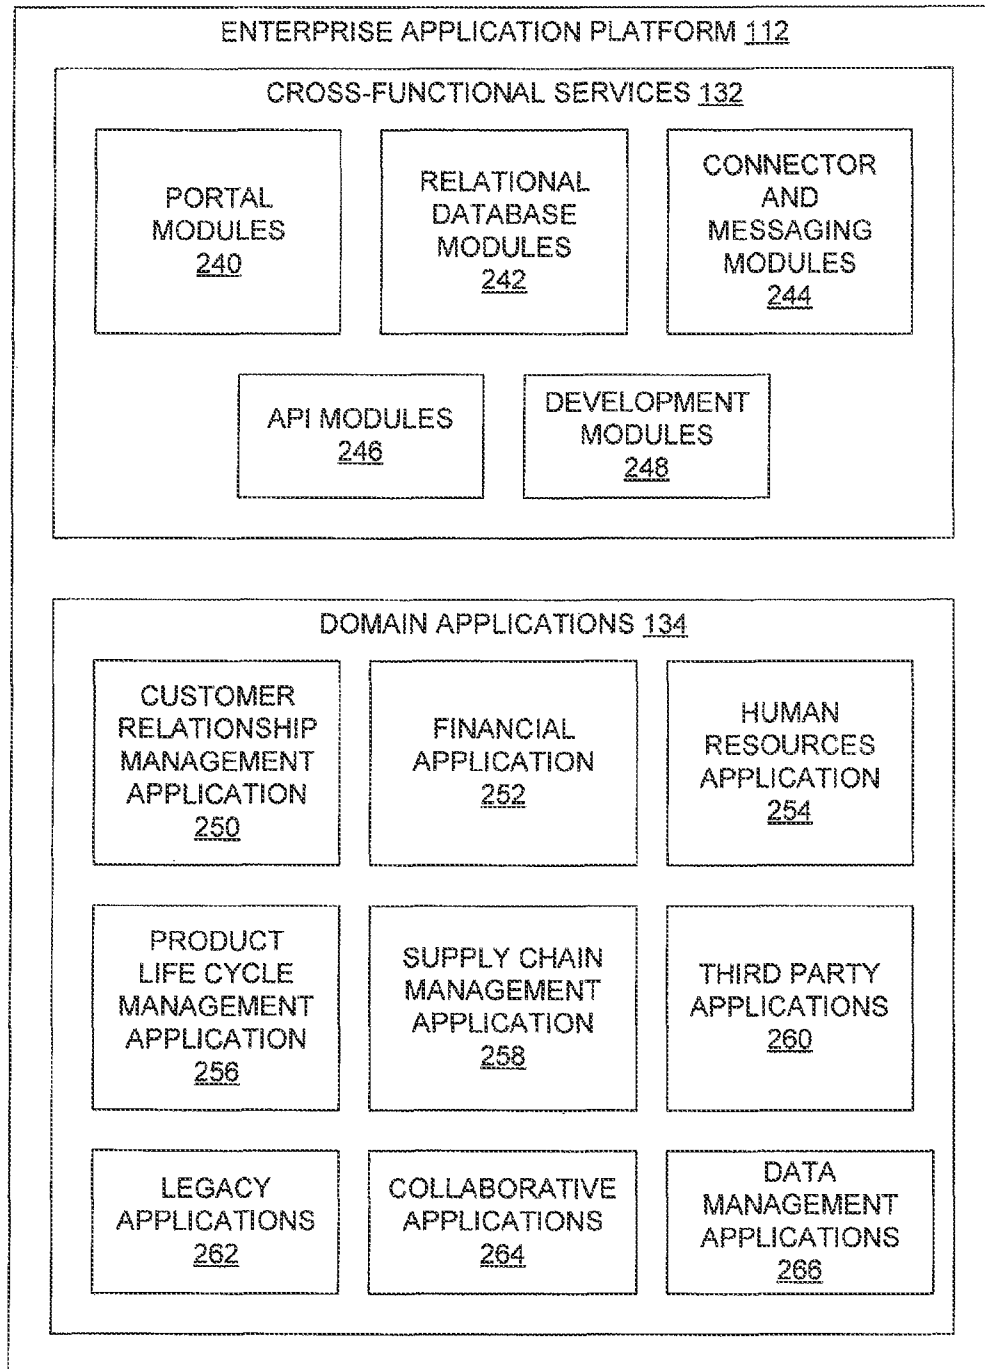 ENTERPRISE APPLICATION PLATFORM 112
CROSS-FUNCTIONAL SERVICES 132
PORTAL
MODULES
240
RELATIONAL
DATABASE
MODULES
242
CONNECTOR
AND
MESSAGING
MODULES
244
API MODULES
246
DEVELOPMENT
MODULES
248
DOMAIN APPLICATIONS 134
CUSTOMER
RELATIONSHIP
MANAGEMENT
APPLICATION
250
FINANCIAL
APPLICATION
252
HUMAN
RESOURCES
APPLICATION
254
PRODUCT
LIFE CYCLE
MANAGEMENT
APPLICATION
256
SUPPLY CHAIN
MANAGEMENT
APPLICATION
258
THIRD PARTY
APPLICATIONS
260
LEGACY
APPLICATIONS
262
COLLABORATIVE
APPLICATIONS
264
DATA
MANAGEMENT
APPLICATIONS
266